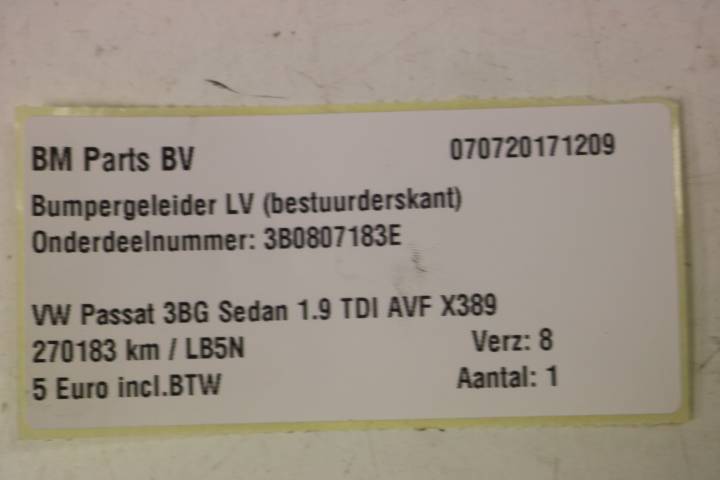 BM Parts BV 070720171209
Bumpergeleider LV (bestuurderskant)
Onderdeelnummer: 3B0807183E
VW Passat 3BG Sedan 1.9 TDI AVF X389
270183 km / LB5N Verz: 8
5 Euro incl.BTW Aantal: 1